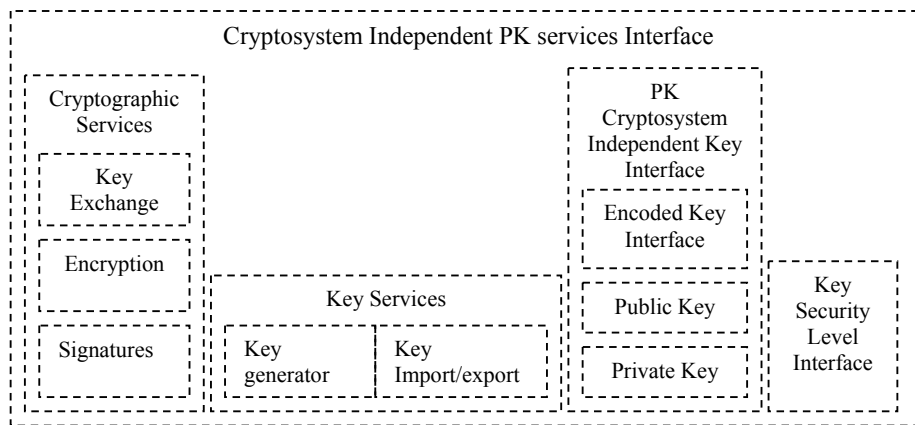 Cryptosystem Independent PK services Interface
Cryptographic
Services
Key
Exchange
Encryption
Signatures
Key Services
Key
generator
Key
Import/export
PK
Cryptosystem
Independent Key
Interface
Encoded Key
Interface
Public Key
Private Key
Key
Security
Level
Interface